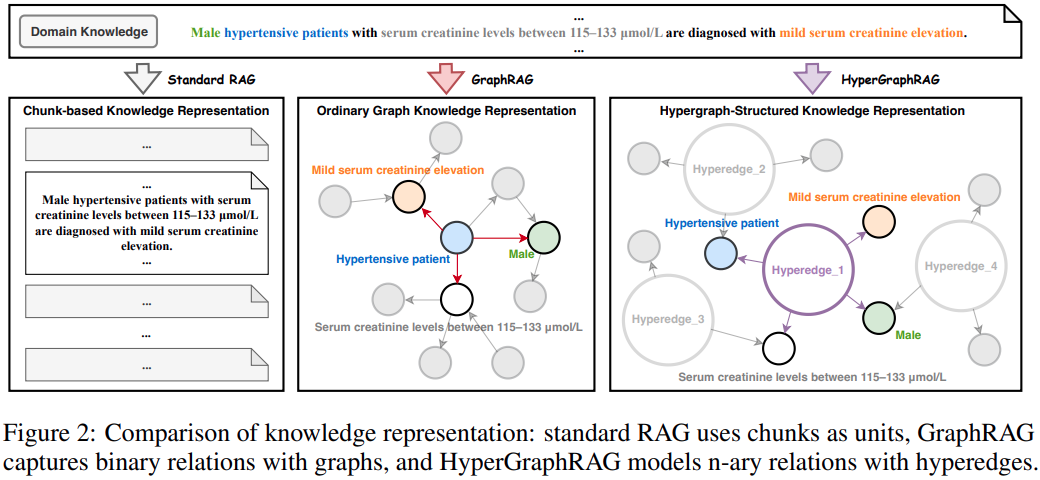 ...
Domain Knowledge
Male hypertensive patients with serum creatinine levels between 115–133 μmol/L are diagnosed with mild serum creatinine elevation.
...
Standard RAG
GraphRAG
HyperGraphRAG
Chunk-based Knowledge Representation
...
...
Male hypertensive patients with serum
creatinine levels between 115–133 μmol/L
are diagnosed with mild serum creatinine
elevation.
...
...
...
...
Ordinary Graph Knowledge Representation
Mild serum creatinine elevation
Hypertensive patient
Male
Serum creatinine levels between 115–133 μmol/L
Hypergraph-Structured Knowledge Representation
Hyperedge_2
Mild serum creatinine elevation
Hypertensive patient
Hyperedge_1
Hyperedge_4
Hyperedge_3
Male
Serum creatinine levels between 115–133 μmol/L
Figure 2: Comparison of knowledge representation: standard RAG uses chunks as units, GraphRAG
captures binary relations with graphs, and HyperGraphRAG models n-ary relations with hyperedges.